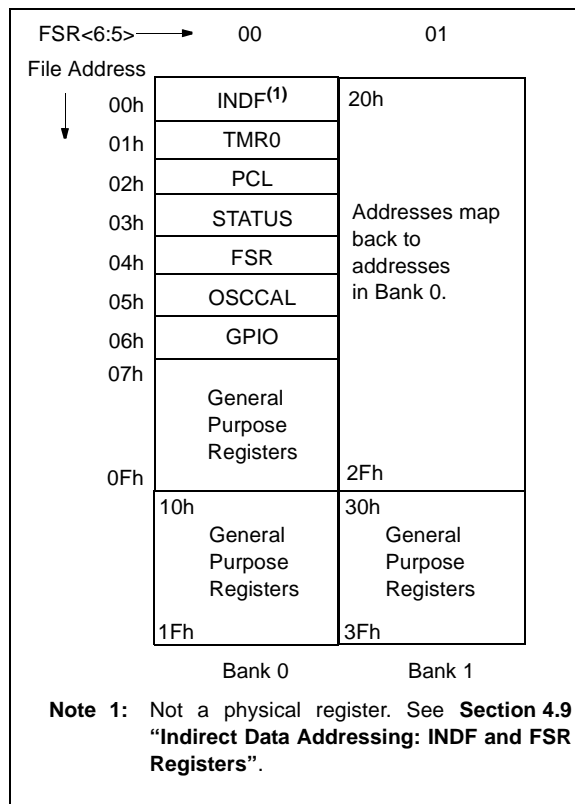 FSR<6:5> 00 01
File Address
00h INDF(1) 20h
01h TMR0
02h PCL
03h STATUS
04h FSR
05h OSCCAL
06h GPIO
07h
Addresses map
back to
addresses
in Bank 0.
General
Purpose
Registers
0Fh 2Fh
10h
General
Purpose
Registers
1Fh
30h
General
Purpose
Registers
3Fh
Bank 0 Bank 1
Note 1: Not a physical register. See Section 4.9
“Indirect Data Addressing: INDF and FSR
Registers”.